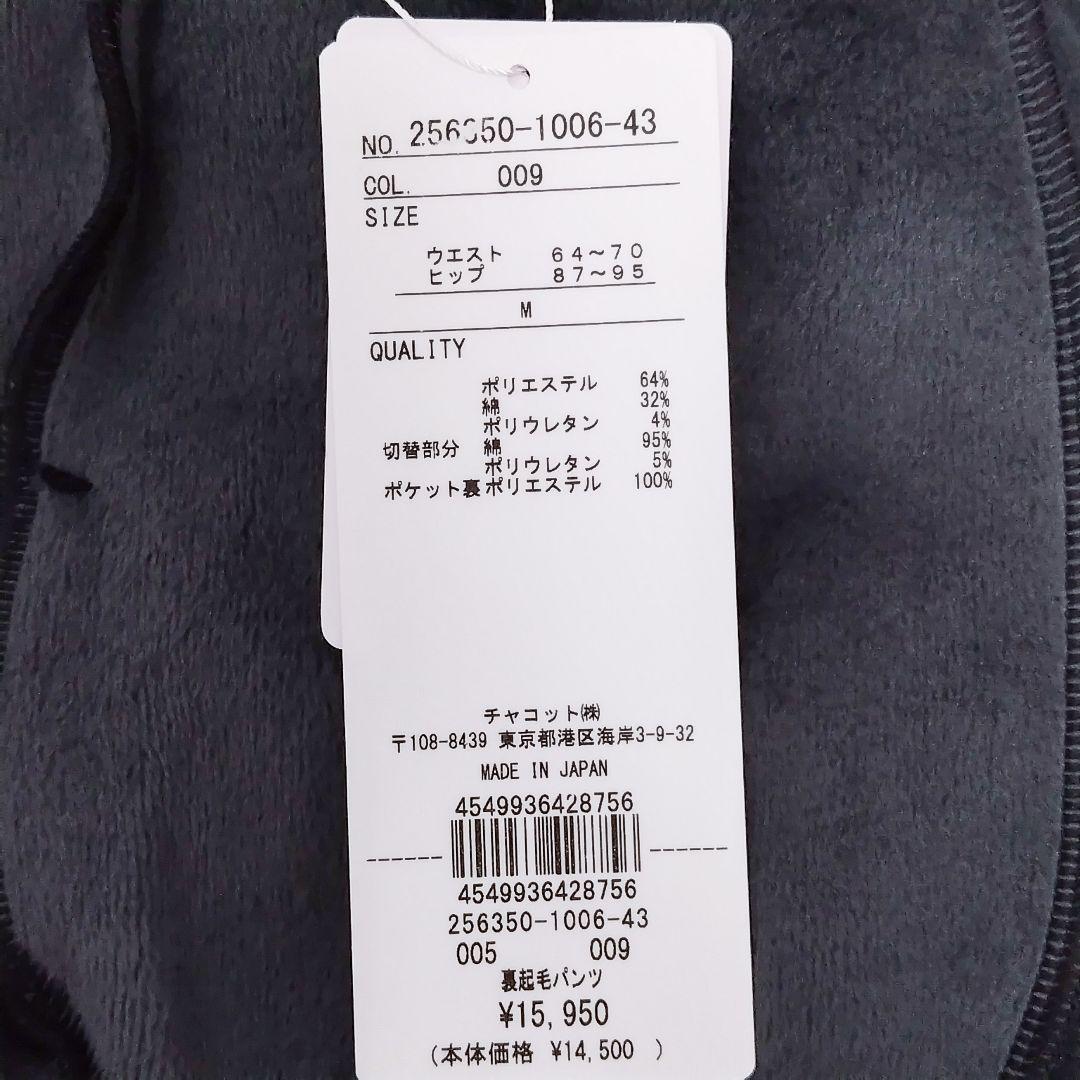 NO. 256350-1006-43
COL. 009
SIZE
ウエスト 64～70
ヒップ 87～95
M
QUALITY
ポリエステル 64%
綿 32%
ポリウレタン 4%
切替部分 綿 95%
ポリウレタン 5%
ポケット裏 ポリエステル 100%
チャコット㈱
〒108-8439 東京都港区海岸3-9-32
MADE IN JAPAN
4549936428756
4549936428756
256350-1006-43
005 009
裏起毛パンツ
¥15,950
(本体価格 ¥14,500 )